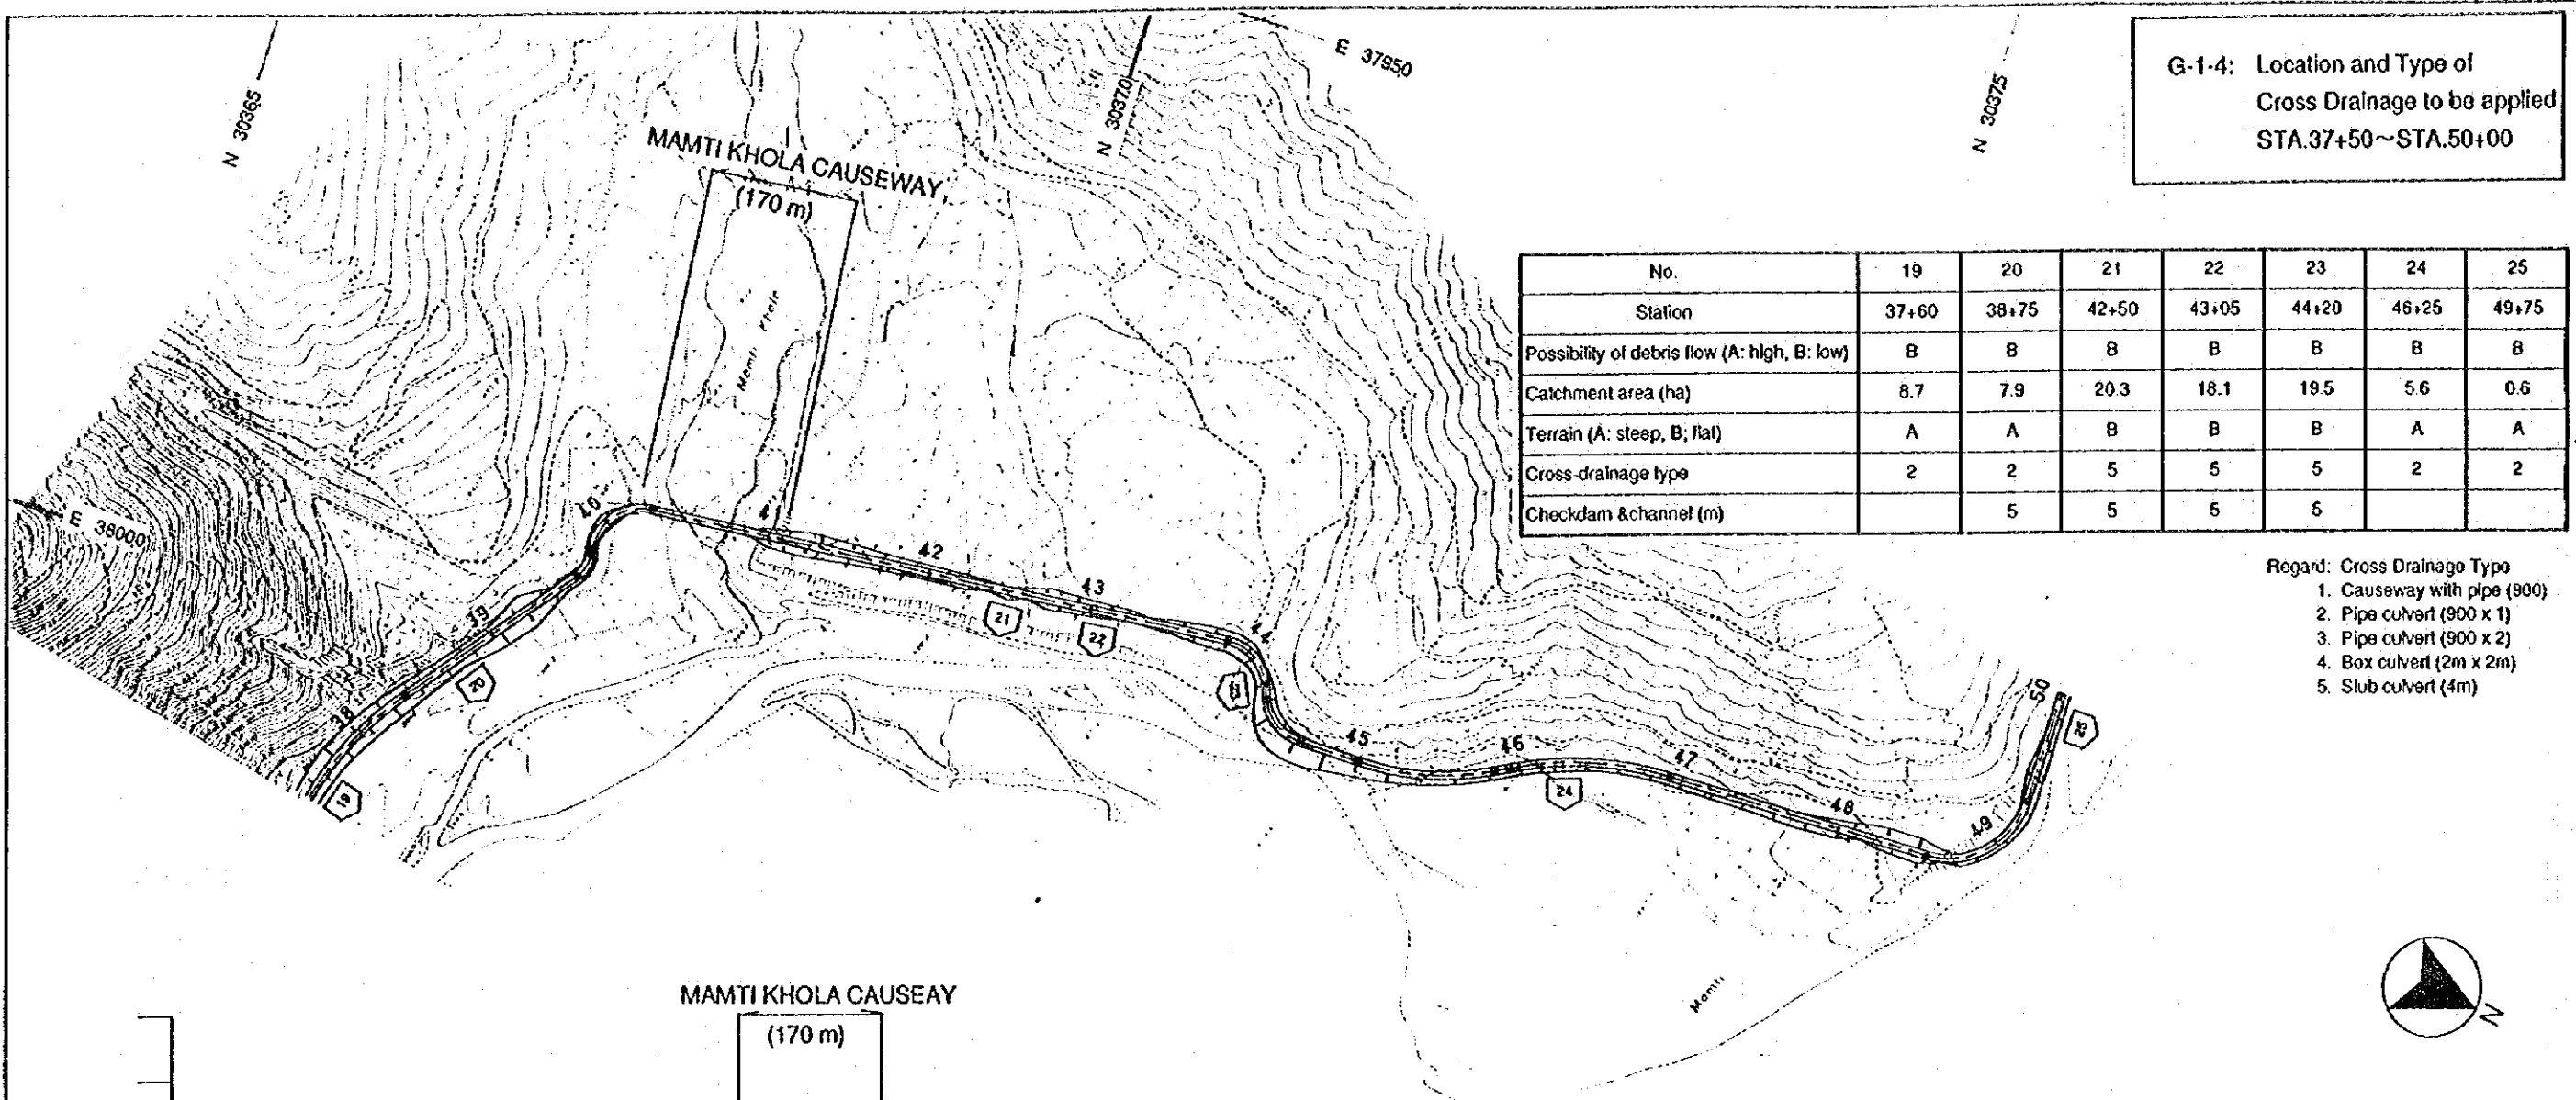 G-1-4: Location and Type of
Cross Drainage to be applied
STA.37+50~STA.50+00
E 37950
N 30365
N 30370
N 30375
MAMTI KHOLA CAUSEWAY
(170 m)
No. 19 20 21 22 23 24 25
Station 37+60 38+75 42+50 43+05 44+20 46+25 49+75
Possibility of debris flow (A: high, B: low) B B B B B B B
Catchment area (ha) 8.7 7.9 20.3 18.1 19.5 5.6 0.6
Terrain (A: steep, B; flat) A A B B B A A
Cross-drainage type 2 2 5 5 5 2 2
Checkdam &channel (m) 5 5 5 5
Regard: Cross Drainage Type
1. Causeway with pipe (900)
2. Pipe culvert (900 x 1)
3. Pipe culvert (900 x 2)
4. Box culvert (2m x 2m)
5. Slub culvert (4m)
Mamti
E 38000
38
39
40
41
42
43
44
45
46
47
48
49
50
19
20
21
22
23
24
25
Mamti
N
MAMTI KHOLA CAUSEAY
(170 m)